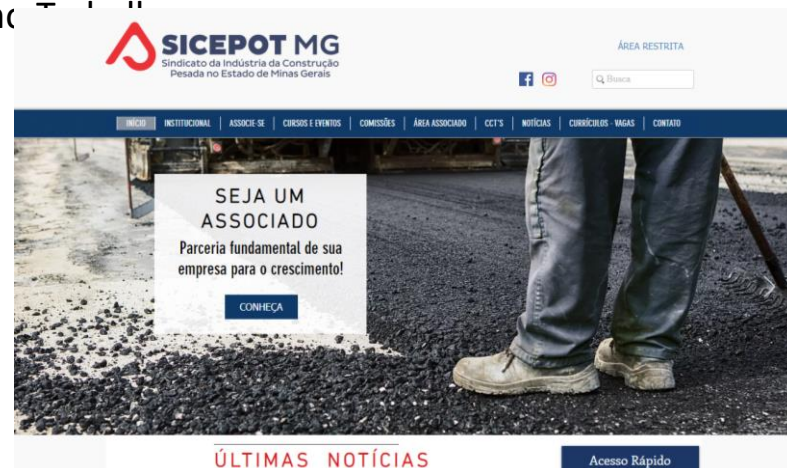 SICEPOT MG
Sindicato da Indústria da Construção
Pesada no Estado de Minas Gerais
ÁREA RESTRITA
Busca
INÍCIO INSTITUCIONAL ASSOCIE-SE CURSOS E EVENTOS COMISSÕES ÁREA ASSOCIADO CCT'S NOTÍCIAS CURRÍCULOS - VAGAS CONTATO
SEJA UM
ASSOCIADO
Parceria fundamental de sua
empresa para o crescimento!
CONHEÇA
ÚLTIMAS NOTÍCIAS
Acesso Rápido